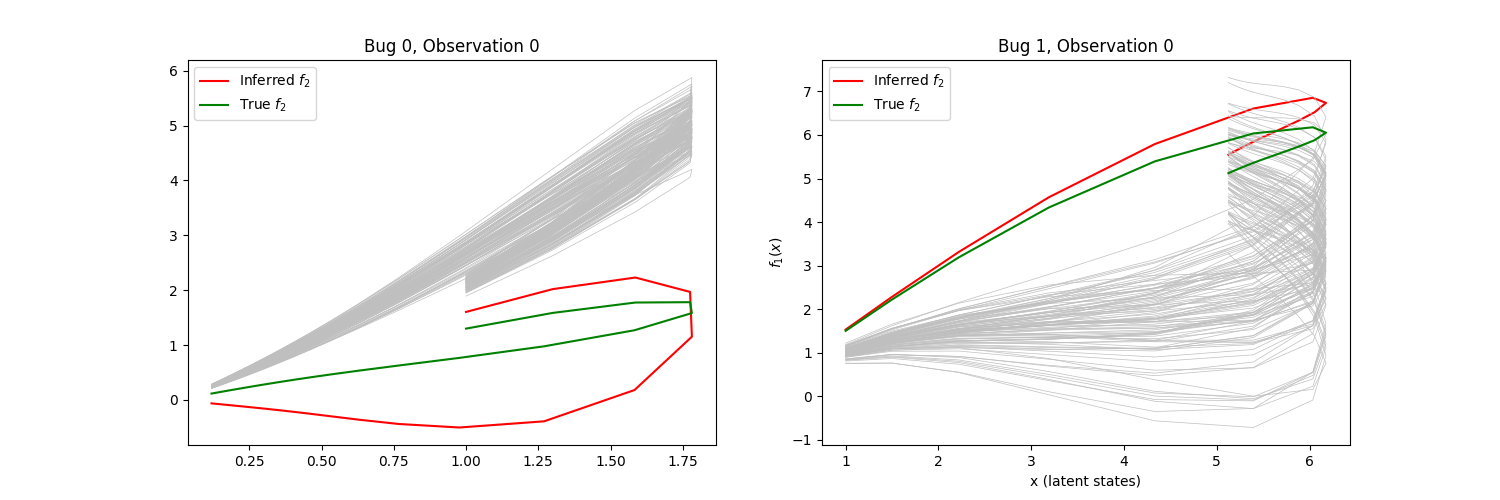 Bug 0, Observation 0
Inferred f₂
True f₂
6
5
4
3
2
1
0
0.25 0.50 0.75 1.00 1.25 1.50 1.75
Bug 1, Observation 0
Inferred f₂
True f₂
7
6
5
4
3
2
1
0
−1
f₁(x)
1 2 3 4 5 6
x (latent states)